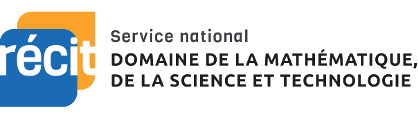 récit
Service national
DOMAINE DE LA MATHÉMATIQUE,
DE LA SCIENCE ET TECHNOLOGIE